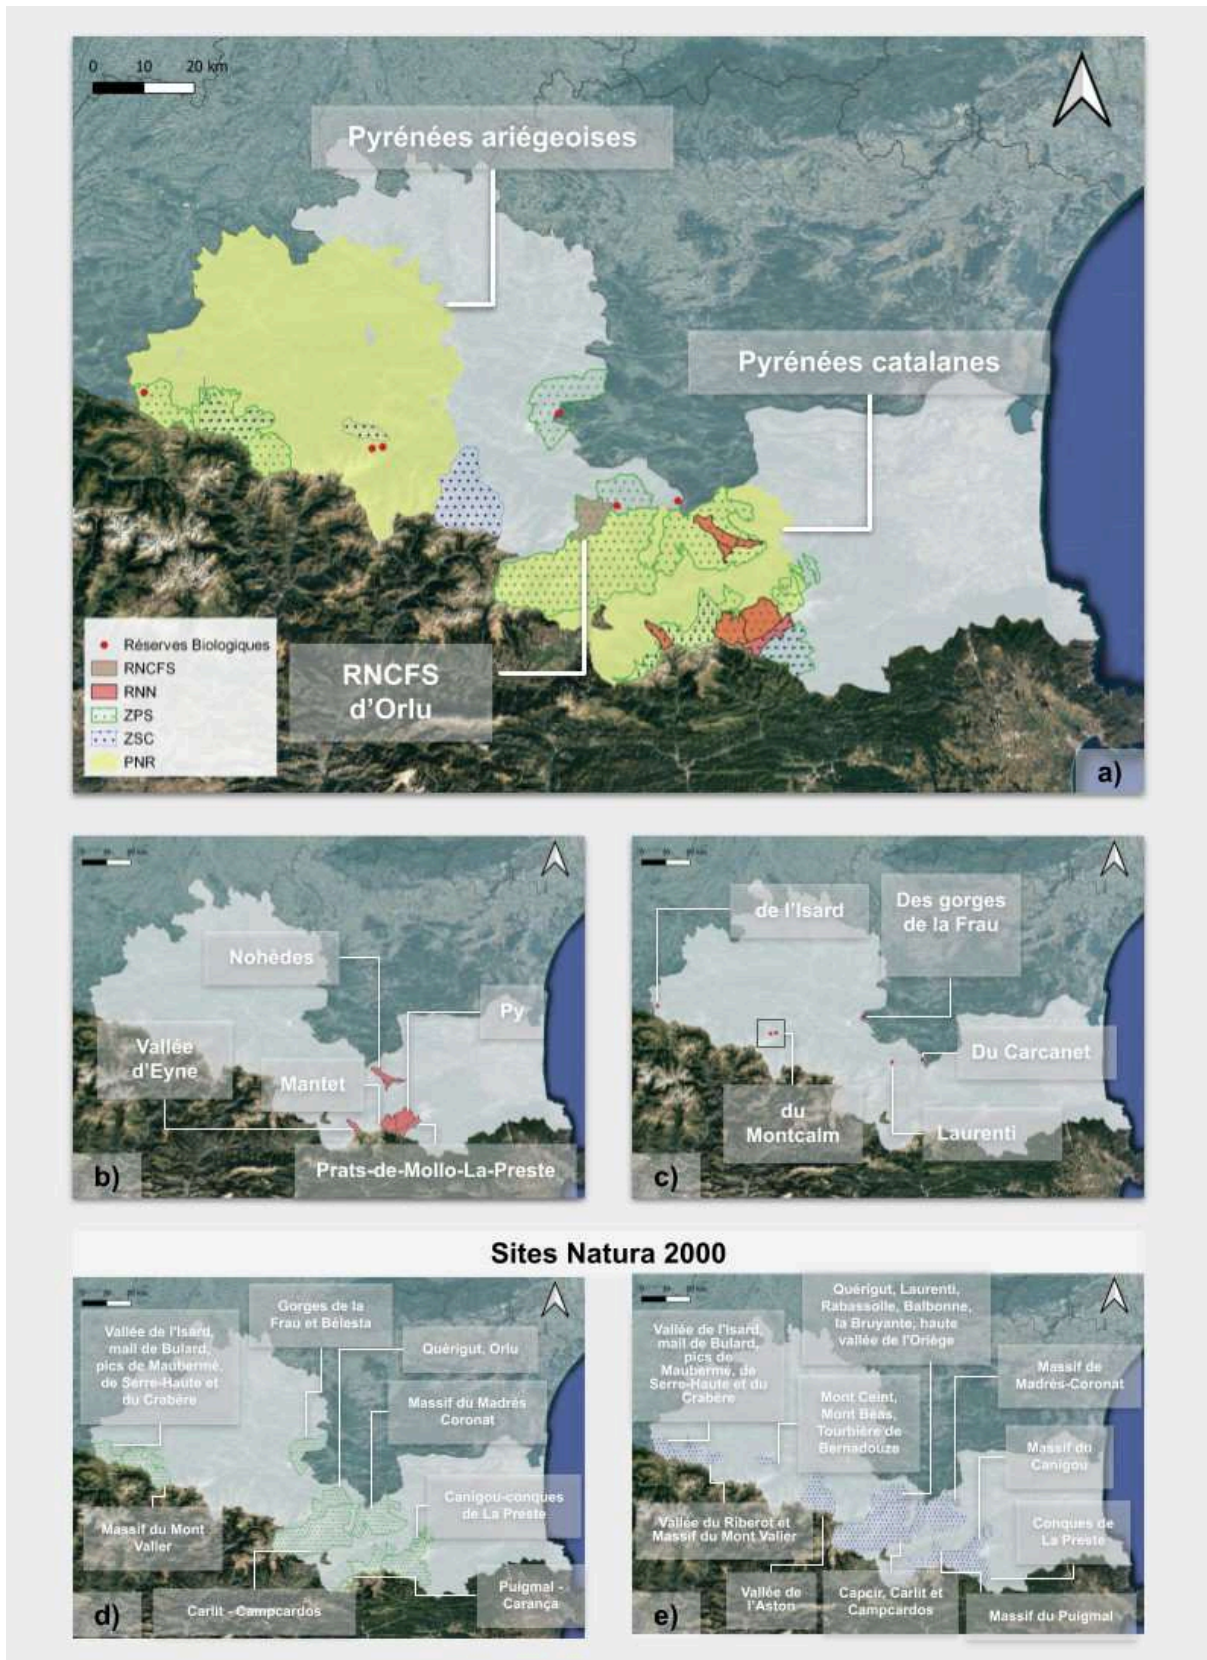 0 10 20 km
Pyrénées ariégeoises
Pyrénées catalanes
RNCFS
d'Orlu
Réserves Biologiques
RNCFS
RNN
ZPS
ZSC
PNR
a)
Nohèdes
Py
Vallée
d'Eyne
Mantet
Prats-de-Mollo-La-Preste
b)
de l'Isard
Des gorges
de la Frau
Du Carcanet
du
Montcalm
Laurenti
c)
Sites Natura 2000
Gorges de la
Frau et Bélesta
Vallée de l'Isard,
mail de Bulard,
pics de Maubermé,
de Serre-Haute et
du Crabère
Quérigut, Orlu
Massif du Madrès
Coronat
Canigou-conques
de La Preste
Massif du Mont
Valier
Puigmal -
Carança
Carlit - Campcardos
d)
Quérigut, Laurenti,
Rabassolle, Balbonne,
la Bruyante, haute
vallée de l'Oriège
Vallée de l'Isard,
mail de Bulard,
pics de
Maubermé, de
Serre-Haute et du
Crabère
Massif de
Madrès-Coronat
Mont Ceint,
Mont Béas,
Tourbière de
Bernadouze
Massif du
Canigou
Vallée du Riberot et
Massif du Mont Valier
Conques de
La Preste
Vallée de
l'Aston
Capcir, Carlit et
Campcardos
Massif du Puigmal
e)